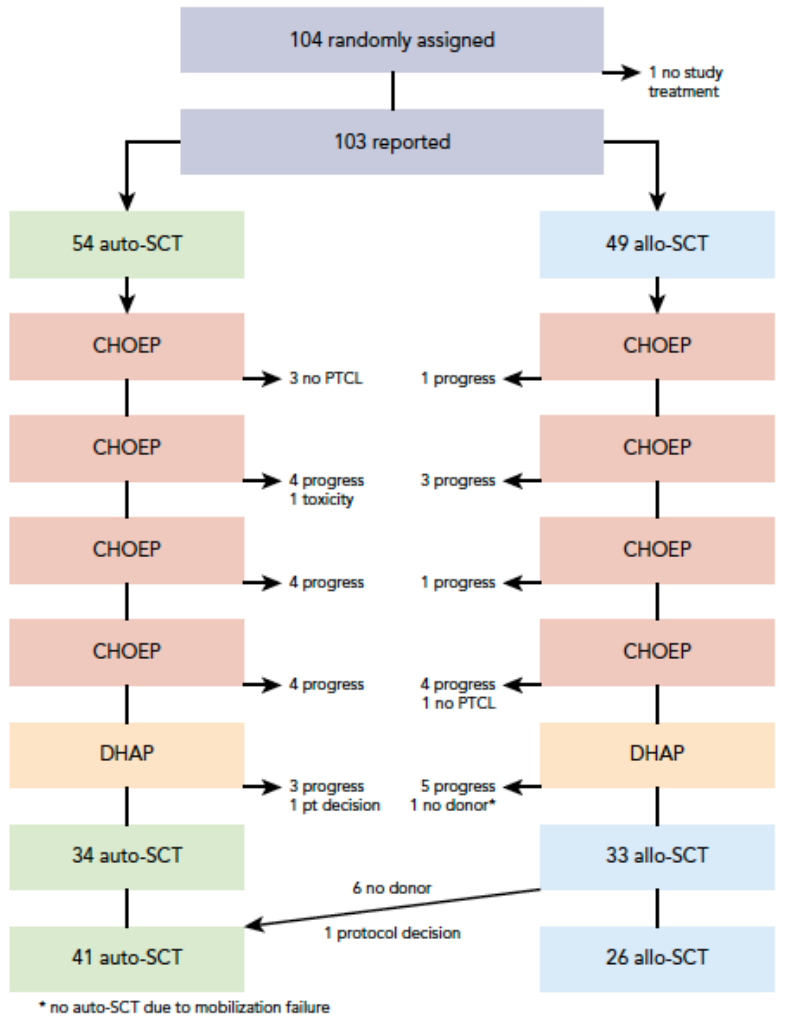 104 randomly assigned
1 no study
treatment
103 reported
54 auto-SCT
49 allo-SCT
CHOEP
CHOEP
3 no PTCL
1 progress
CHOEP
CHOEP
4 progress
1 toxicity
3 progress
CHOEP
CHOEP
4 progress
1 progress
CHOEP
CHOEP
4 progress
4 progress
1 no PTCL
DHAP
DHAP
3 progress
1 pt decision
5 progress
1 no donor*
34 auto-SCT
33 allo-SCT
6 no donor
1 protocol decision
41 auto-SCT
26 allo-SCT
* no auto-SCT due to mobilization failure